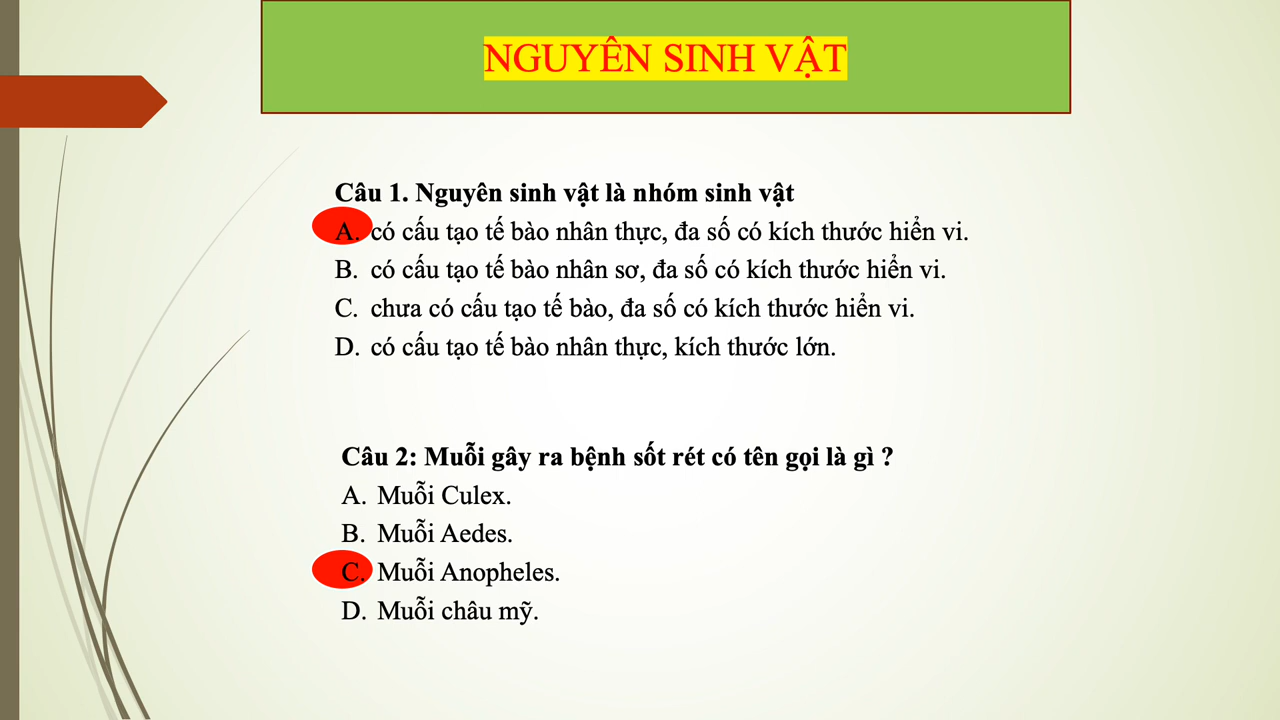 NGUYÊN SINH VẬT
Câu 1. Nguyên sinh vật là nhóm sinh vật
A. có cấu tạo tế bào nhân thực, đa số có kích thước hiển vi.
B. có cấu tạo tế bào nhân sơ, đa số có kích thước hiển vi.
C. chưa có cấu tạo tế bào, đa số có kích thước hiển vi.
D. có cấu tạo tế bào nhân thực, kích thước lớn.
Câu 2: Muỗi gây ra bệnh sốt rét có tên gọi là gì ?
A. Muỗi Culex.
B. Muỗi Aedes.
C. Muỗi Anopheles.
D. Muỗi châu mỹ.